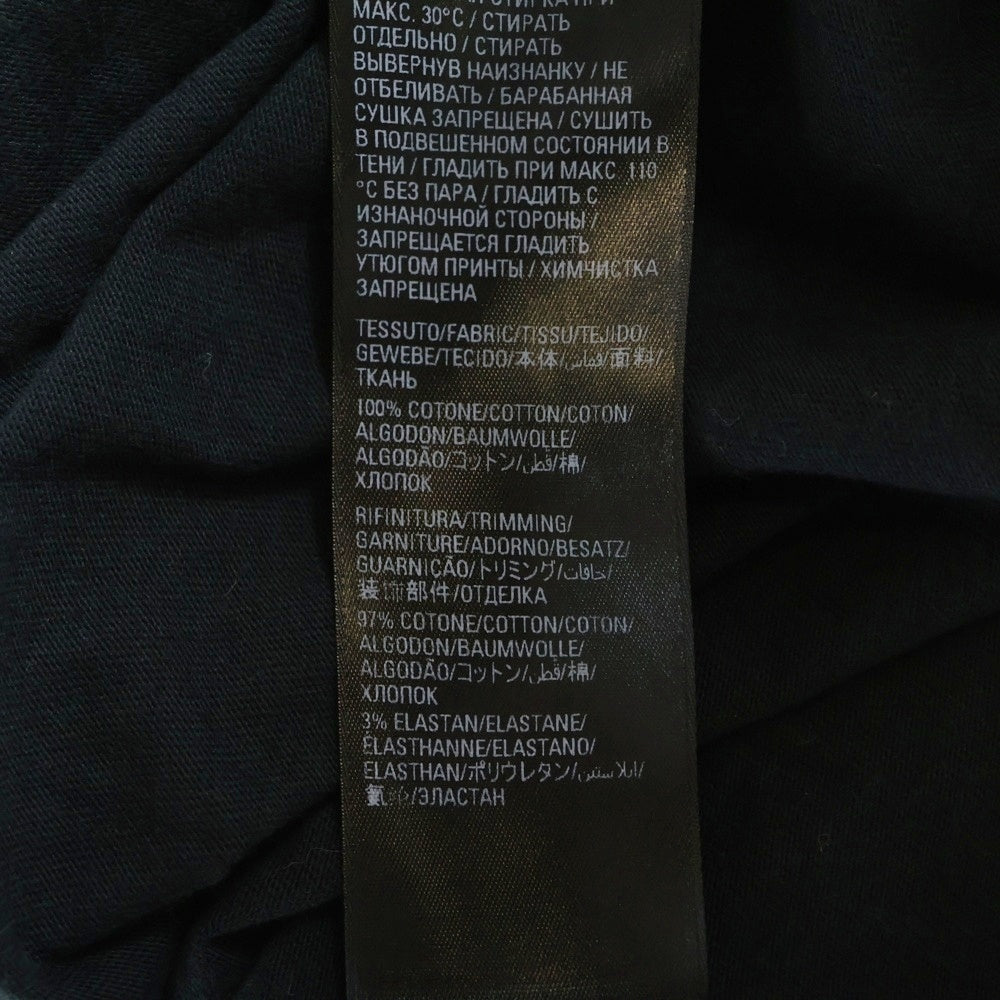 СТИРКА ПРИ
МАКС. 30°C / СТИРАТЬ
ОТДЕЛЬНО / СТИРАТЬ
ВЫВЕРНУВ НАИЗНАНКУ / НЕ
ОТБЕЛИВАТЬ / БАРАБАННАЯ
СУШКА ЗАПРЕЩЕНА / СУШИТЬ
В ПОДВЕШЕННОМ СОСТОЯНИИ В
ТЕНИ / ГЛАДИТЬ ПРИ МАКС. 110
°C БЕЗ ПАРА / ГЛАДИТЬ С
ИЗНАНОЧНОЙ СТОРОНЫ /
ЗАПРЕЩАЕТСЯ ГЛАДИТЬ
УТЮГОМ ПРИНТЫ / ХИМЧИСТКА
ЗАПРЕЩЕНА
TESSUTO/FABRIC/TISSU/TEJIDO/
GEWEBE/TECIDO/本体/قماش/面料/
ТКАНЬ
100% COTONE/COTTON/COTON/
ALGODON/BAUMWOLLE/
ALGODÃO/コットン/قطن/棉/
ХЛОПОК
RIFINITURA/TRIMMING/
GARNITURE/ADORNO/BESATZ/
GUARNIÇÃO/トリミング/حافات/
装饰部件/ОТДЕЛКА
97% COTONE/COTTON/COTON/
ALGODON/BAUMWOLLE/
ALGODÃO/コットン/قطن/棉/
ХЛОПОК
3% ELASTAN/ELASTANE/
ÉLASTHANNE/ELASTANO/
ELASTHAN/ポリウレタン/ايلاستين/
氨纶/ЭЛАСТАН